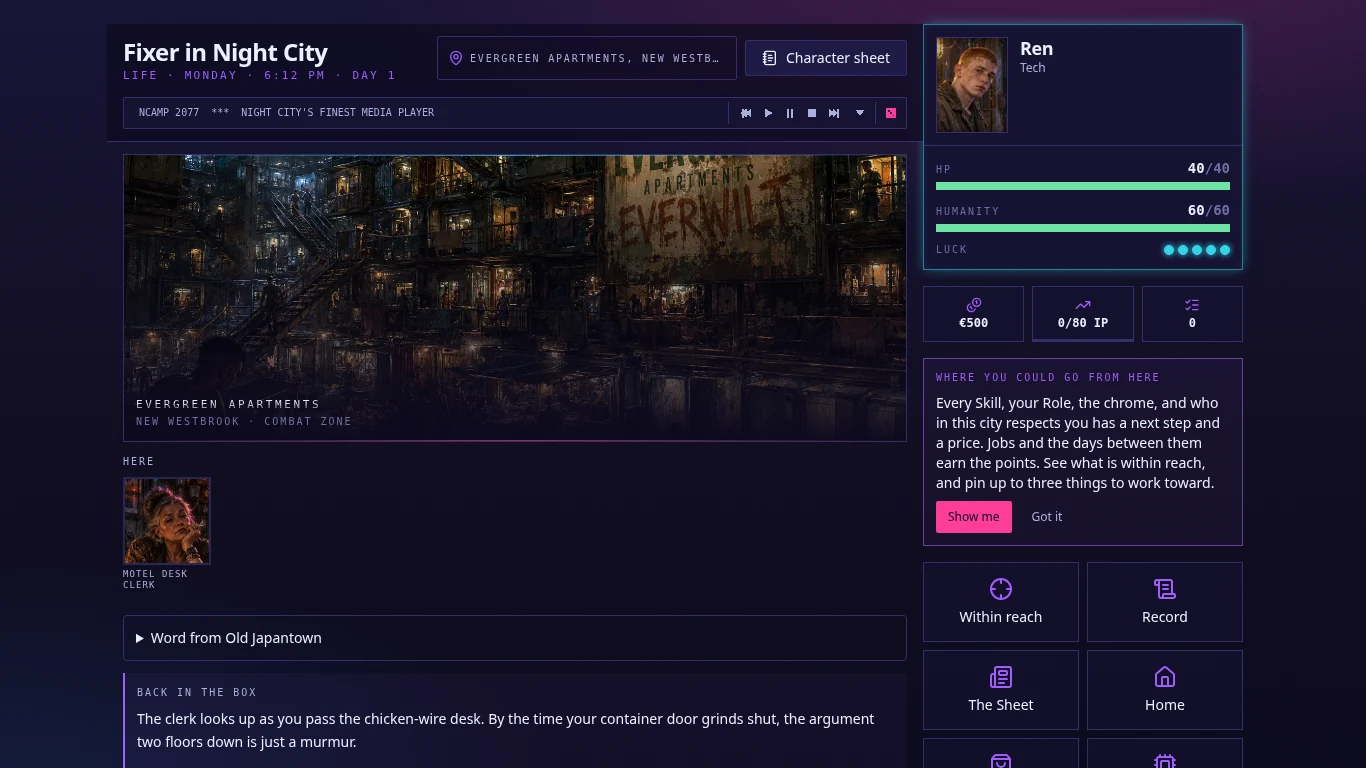 Fixer in Night City
LIFE · MONDAY · 6:12 PM · DAY 1
EVERGREEN APARTMENTS, NEW WESTB…
Character sheet
NCAMP 2077 *** NIGHT CITY'S FINEST MEDIA PLAYER
APARTMENTS
EVERWILT
EVERGREEN APARTMENTS
NEW WESTBROOK · COMBAT ZONE
HERE
MOTEL DESK
CLERK
Word from Old Japantown
BACK IN THE BOX
The clerk looks up as you pass the chicken-wire desk. By the time your container door grinds shut, the argument
two floors down is just a murmur.
Ren
Tech
HP 40/40
HUMANITY 60/60
LUCK
€500
0/80 IP
0
WHERE YOU COULD GO FROM HERE
Every Skill, your Role, the chrome, and who
in this city respects you has a next step and
a price. Jobs and the days between them
earn the points. See what is within reach,
and pin up to three things to work toward.
Show me
Got it
Within reach
Record
The Sheet
Home